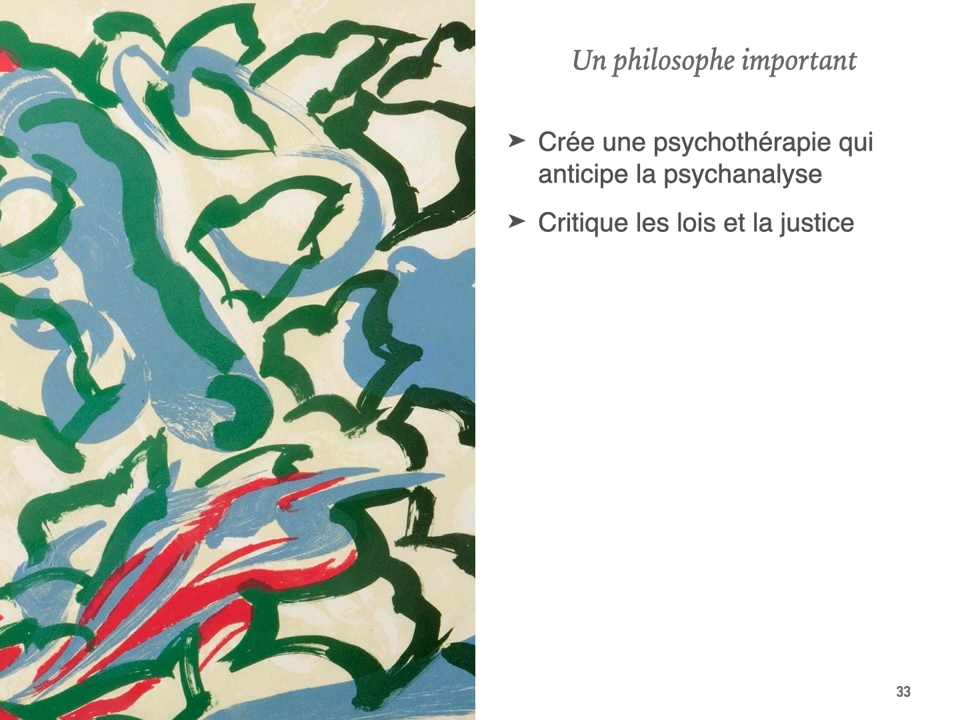 Un philosophe important
➤ Crée une psychothérapie qui
anticipe la psychanalyse
➤ Critique les lois et la justice
33